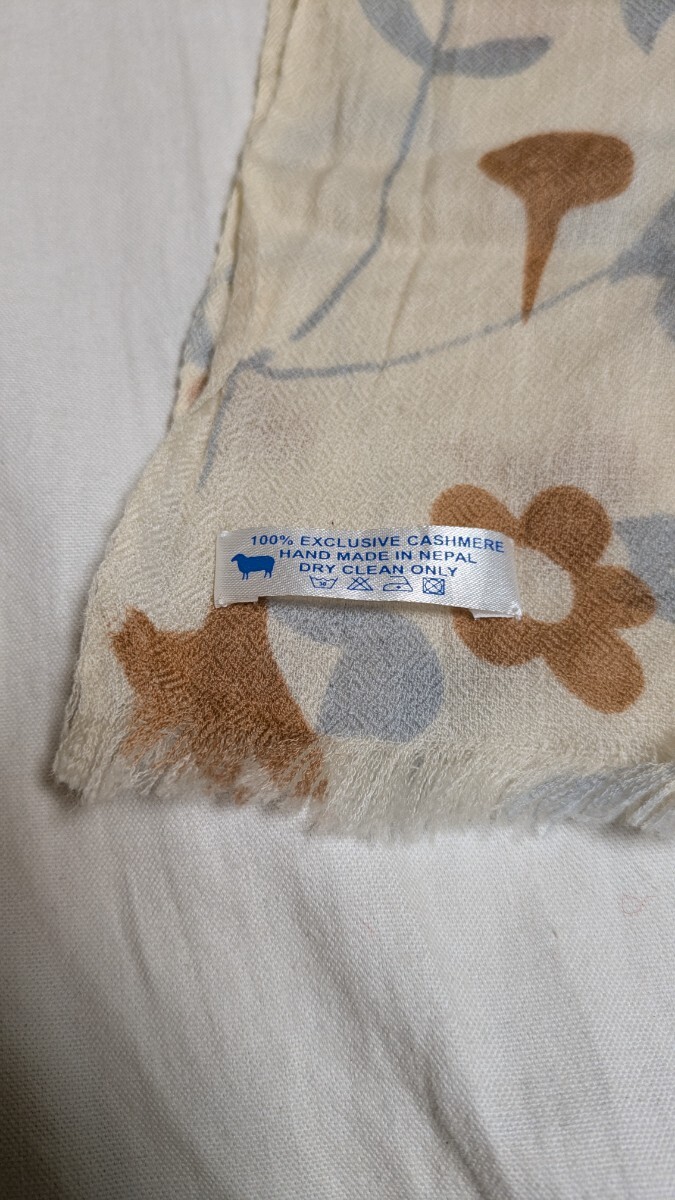 100% EXCLUSIVE CASHMERE
HAND MADE IN NEPAL
DRY CLEAN ONLY